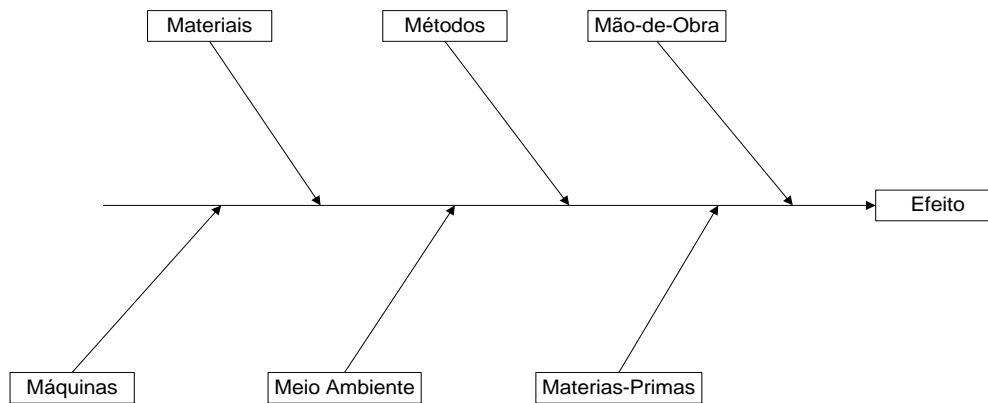 Materiais
Métodos
Mão-de-Obra
Efeito
Máquinas
Meio Ambiente
Materias-Primas